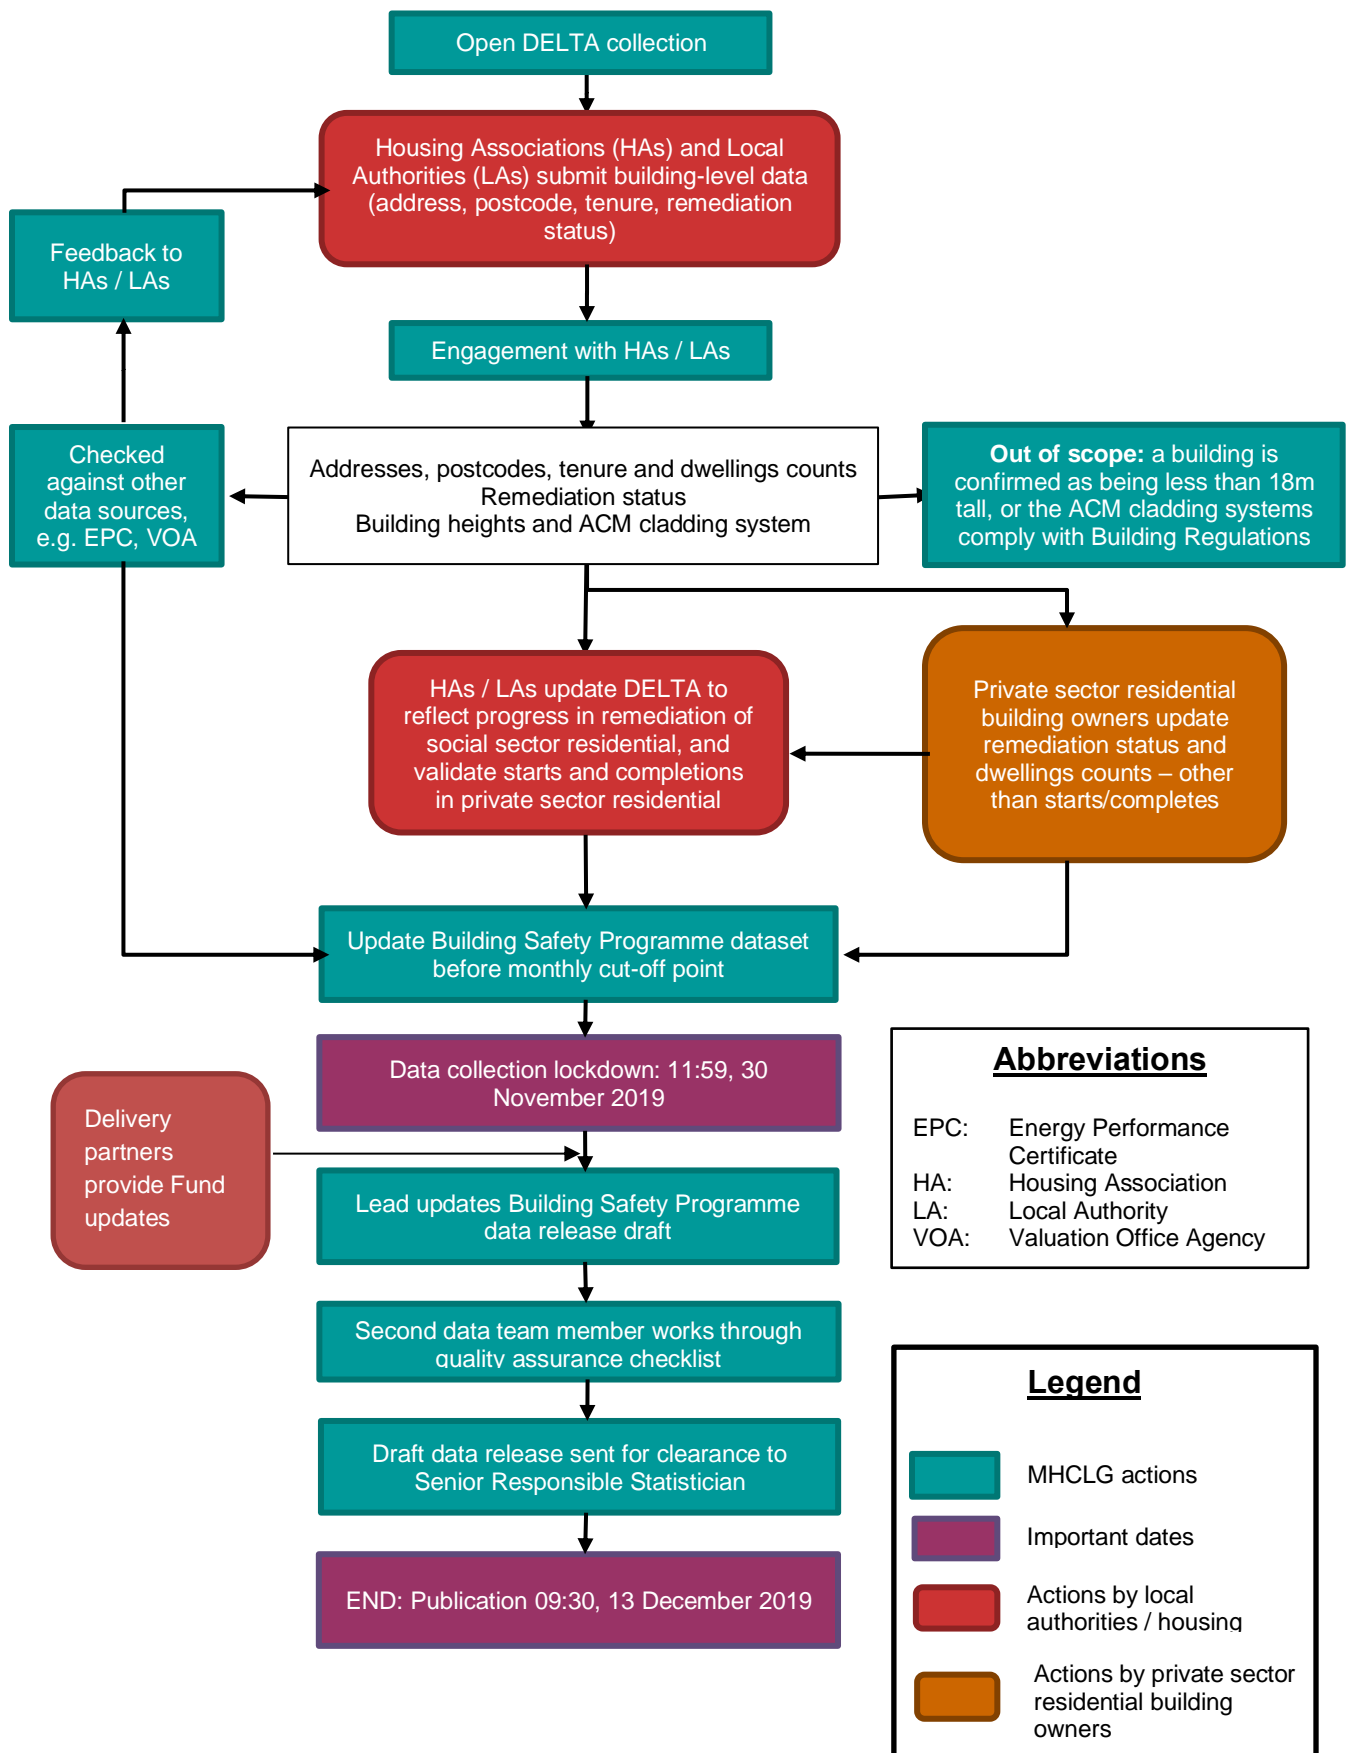 Open DELTA collection
Housing Associations (HAs) and Local
Authorities (LAs) submit building-level data
(address, postcode, tenure, remediation
status)
Feedback to
HAs / LAs
Engagement with HAs / LAs
Checked
against other
data sources,
e.g. EPC, VOA
Addresses, postcodes, tenure and dwellings counts
Remediation status
Building heights and ACM cladding system
Out of scope: a building is
confirmed as being less than 18m
tall, or the ACM cladding systems
comply with Building Regulations
HAs / LAs update DELTA to
reflect progress in remediation of
social sector residential, and
validate starts and completions
in private sector residential
Private sector residential
building owners update
remediation status and
dwellings counts – other
than starts/completes
Update Building Safety Programme dataset
before monthly cut-off point
Data collection lockdown: 11:59, 30
November 2019
Delivery
partners
provide Fund
updates
Lead updates Building Safety Programme
data release draft
Second data team member works through
quality assurance checklist
Draft data release sent for clearance to
Senior Responsible Statistician
END: Publication 09:30, 13 December 2019
Abbreviations
EPC: Energy Performance
Certificate
HA: Housing Association
LA: Local Authority
VOA: Valuation Office Agency
Legend
MHCLG actions
Important dates
Actions by local
authorities / housing
Actions by private sector
residential building
owners